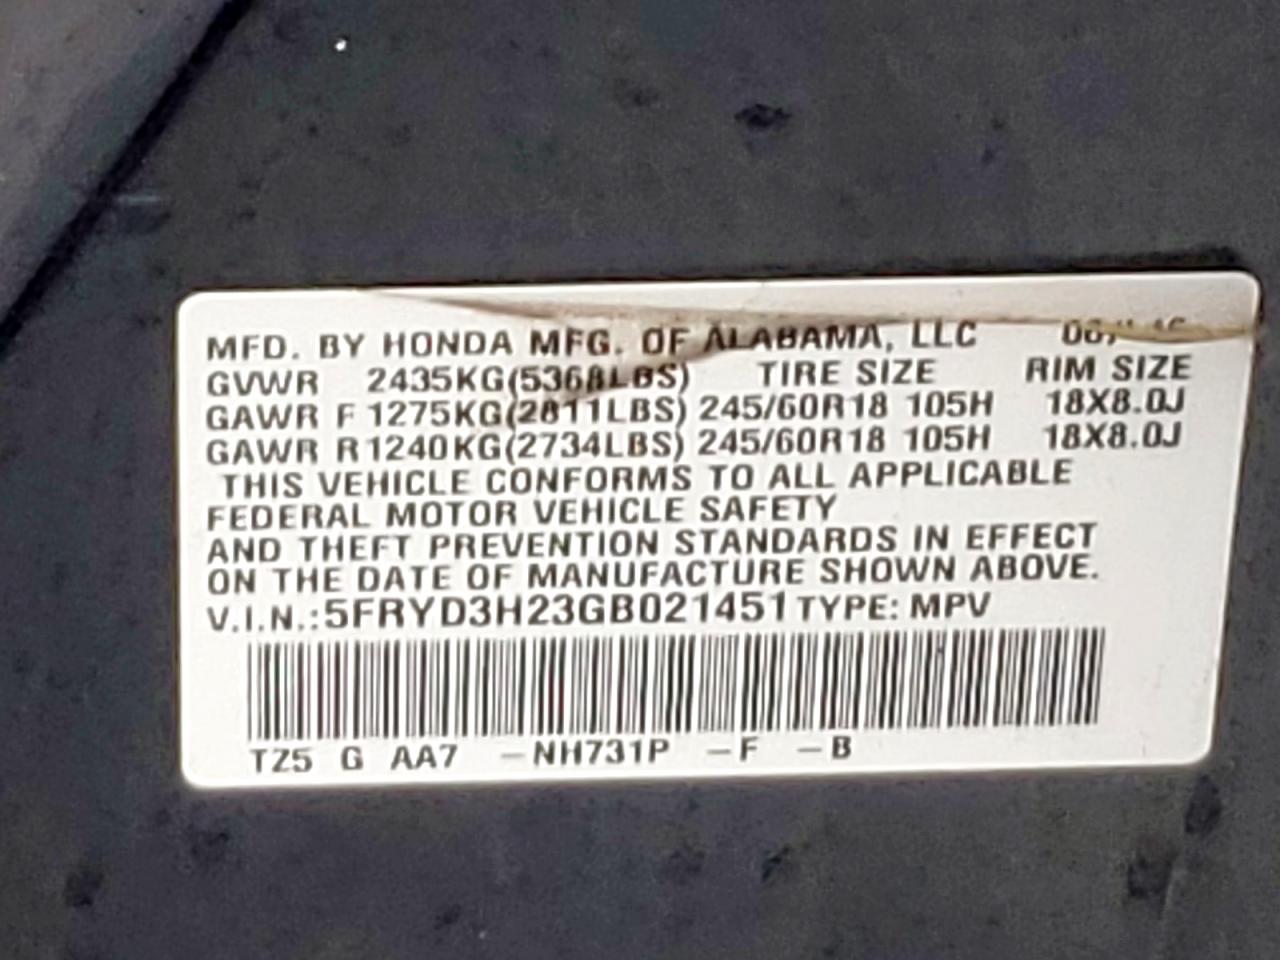 MFD. BY HONDA MFG. OF ALABAMA, LLC
GVWR 2435KG(5368LBS) TIRE SIZE RIM SIZE
GAWR F 1275KG(2811LBS) 245/60R18 105H 18X8.0J
GAWR R 1240KG(2734LBS) 245/60R18 105H 18X8.0J
THIS VEHICLE CONFORMS TO ALL APPLICABLE
FEDERAL MOTOR VEHICLE SAFETY
AND THEFT PREVENTION STANDARDS IN EFFECT
ON THE DATE OF MANUFACTURE SHOWN ABOVE.
V.I.N.: 5FRYD3H23GB021451 TYPE: MPV
TZ5 G AA7 -NH731P -F -B